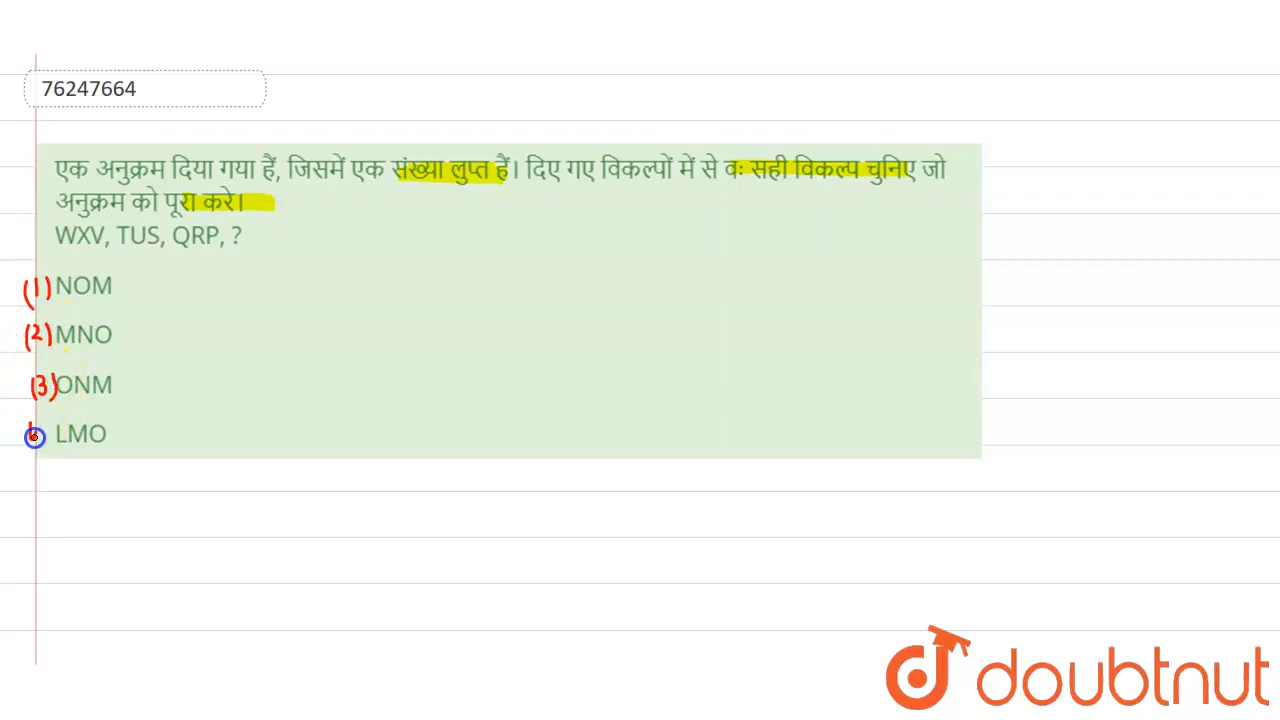 76247664
एक अनुक्रम दिया गया हैं, जिसमें एक संख्या लुप्त हैं। दिए गए विकल्पों में से वः सही विकल्प चुनिए जो
अनुक्रम को पूरा करे।
WXV, TUS, QRP, ?
(1) NOM
(2) MNO
(3) ONM
LMO
doubtnut